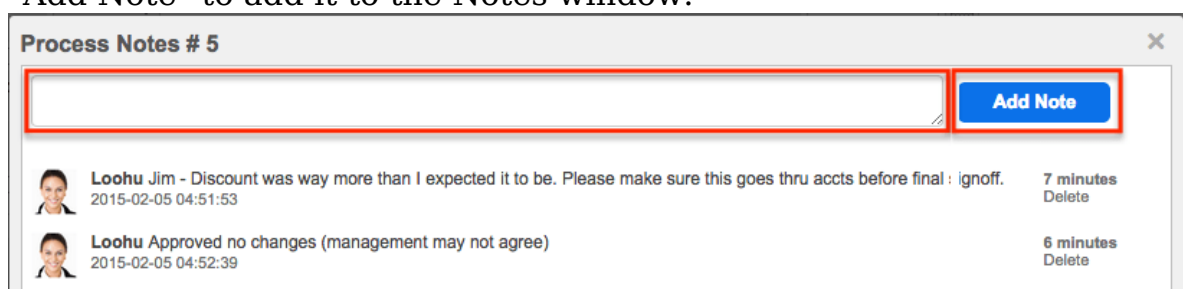 "Add Note" to add it to the Notes window.
Process Notes # 5
×
Add Note
Loohu Jim - Discount was way more than I expected it to be. Please make sure this goes thru accts before final signoff.
7 minutes
2015-02-05 04:51:53
Delete
Loohu Approved no changes (management may not agree)
6 minutes
2015-02-05 04:52:39
Delete